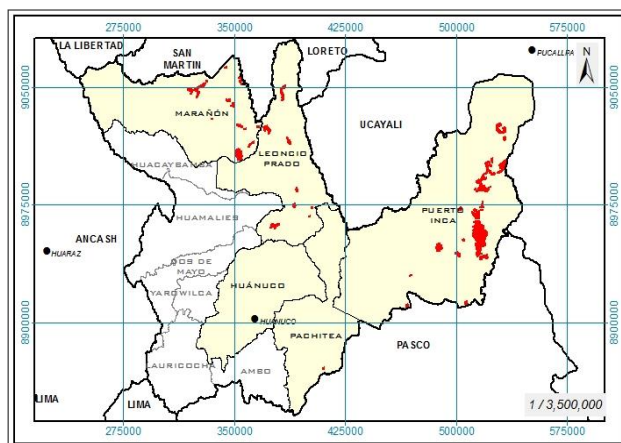 275000 350000 425000 500000 575000
LA LIBERTAD
SAN
MARTIN
LORETO
PUCALLPA
N
9050000
9050000
MARAÑÓN
UCAYALI
LEONCIO
PRADO
HUACAYBAMBA
8975000
8975000
HUAMALIES
PUERTO
INCA
ANCASH
HUARAZ
DOS DE
MAYO
YAROWILCA
HUÁNUCO
HUANUCO
8900000
8900000
PACHITEA
PASCO
LAURICOCHA
AMBO
LIMA
LIMA
1 / 3,500,000
275000 350000 425000 500000 575000